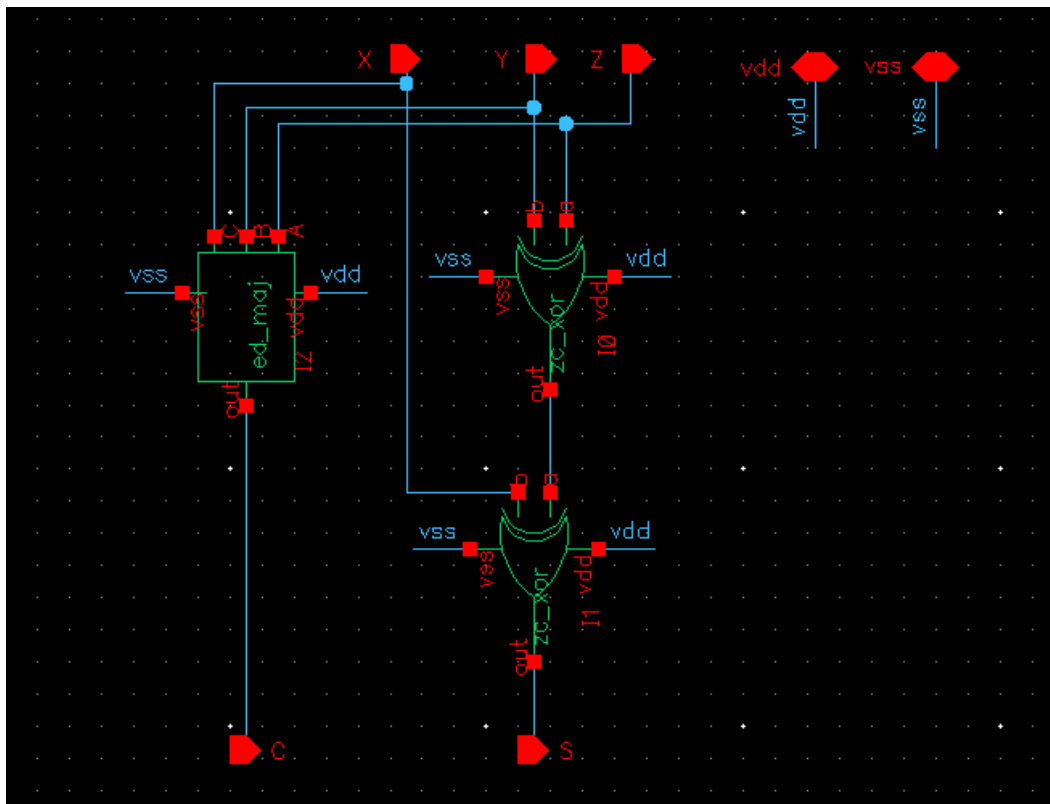 X
Y
Z
vdd
vss
vdd
vss
C
B
A
b
a
vss
vdd
vss
vdd
ed_maj
I2
out
vss
vdd
vss
vdd
zc_xor
I0
out
b
a
vss
vdd
vss
vdd
zc_xor
I1
out
C
S